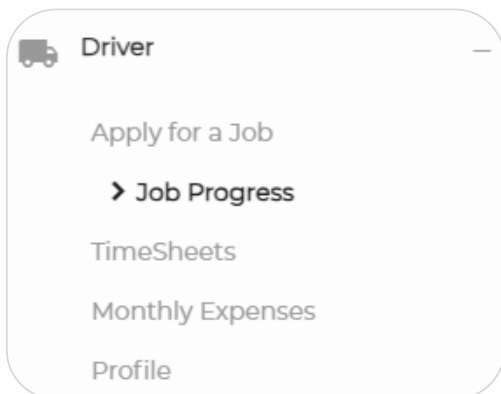 Driver
Apply for a Job
Job Progress
TimeSheets
Monthly Expenses
Profile